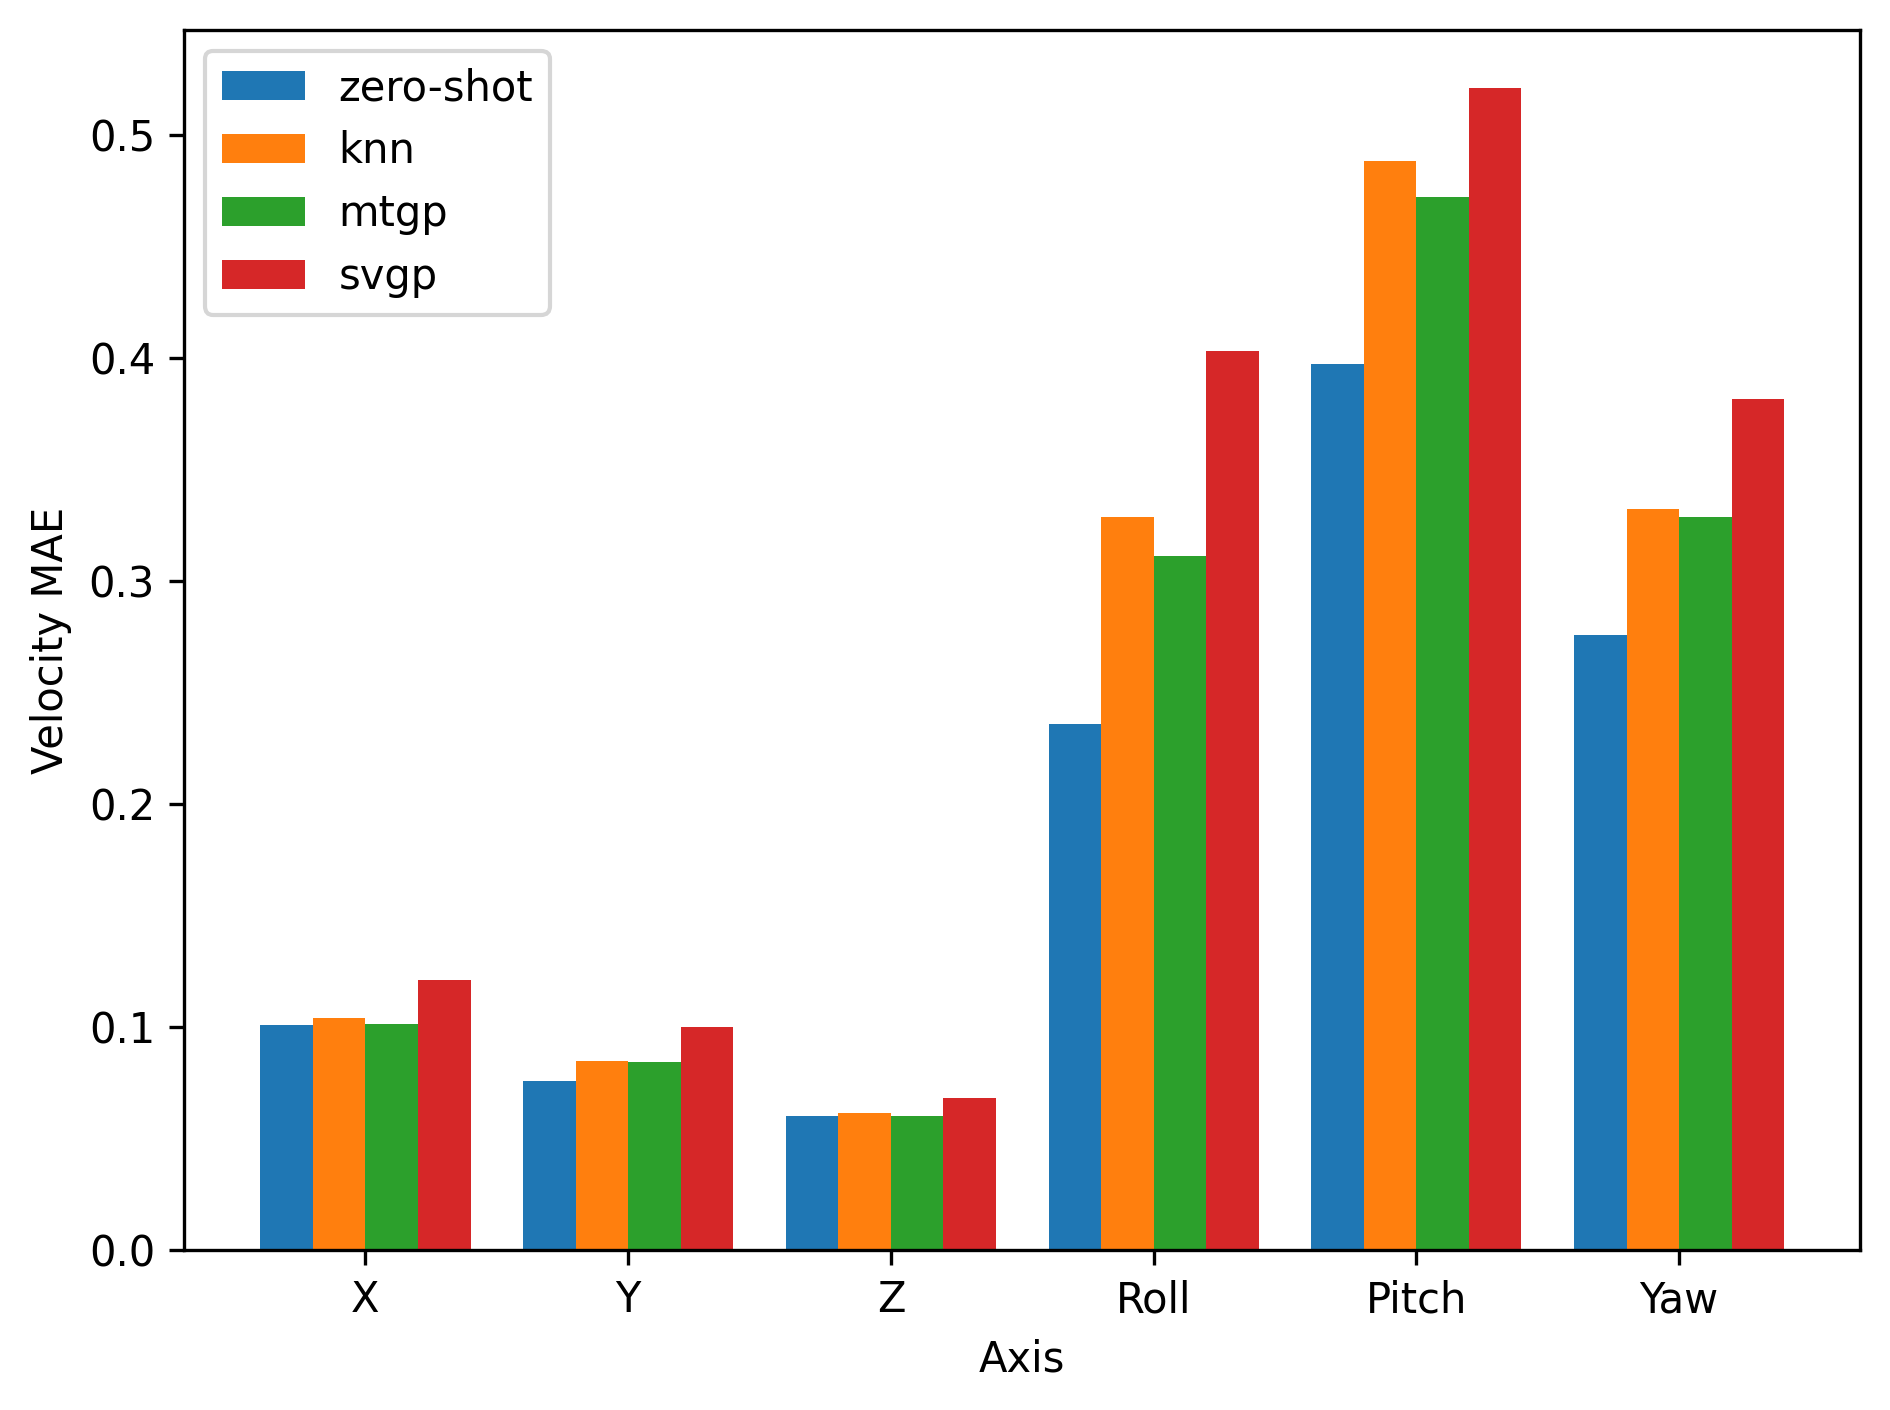 zero-shot
knn
mtgp
svgp
0.5
0.4
0.3
0.2
0.1
0.0
Velocity MAE
X Y Z Roll Pitch Yaw
Axis